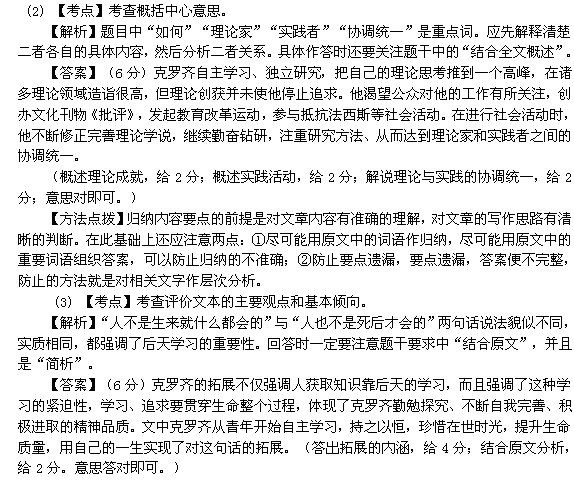 (2) 【考点】考查概括中心意思。
【解析】题目中“如何”“理论家”“实践者”“协调统一”是重点词。应先解释清楚
二者各自的具体内容，然后分析二者关系。具体作答时还要关注题干中的“结合全文概述”。
【答案】(6分)克罗齐自主学习、独立研究，把自己的理论思考推到一个高峰，在诸
多理论领域造诣很高，但理论创获并未使他停止追求。他渴望公众对他的工作有所关注，创
办文化刊物《批评》，发起教育改革运动，参与抵抗法西斯等社会活动。在进行社会活动时，
他不断修正完善理论学说，继续勤奋钻研，注重研究方法、从而达到理论家和实践者之间的
协调统一。
(概述理论成就，给2分；概述实践活动，给2分；解说理论与实践的协调统一，给2
分；意思对即可。)
【方法点拨】归纳内容要点的前提是对文章内容有准确的理解，对文章的写作思路有清
晰的判断。在此基础上还应注意两点：①尽可能用原文中的词语作归纳，尽可能用原文中的
重要词语组织答案，可以防止归纳的不准确；②防止要点遗漏，要点遗漏，答案便不完整，
防止的方法就是对相关文字作层次分析。
(3) 【考点】考查评价文本的主要观点和基本倾向。
【解析】“人不是生来就什么都会的”与“人也不是死后才会的”两句话说法貌似不同，
实质相同，都强调了后天学习的重要性。回答时一定要注意题干要求中“结合原文”，并且
是“简析”。
【答案】(6分)克罗齐的拓展不仅强调人获取知识靠后天的学习，而且强调了这种学
习的紧迫性，学习、追求要贯穿生命整个过程，体现了克罗齐勤勉探究、不断自我完善、积
极进取的精神品质。文中克罗齐从青年开始自主学习，持之以恒，珍惜在世时光，提升生命
质量，用自己的一生实现了对这句话的拓展。(答出拓展的内涵，给4分；结合原文分析，
给2分。意思答对即可。)